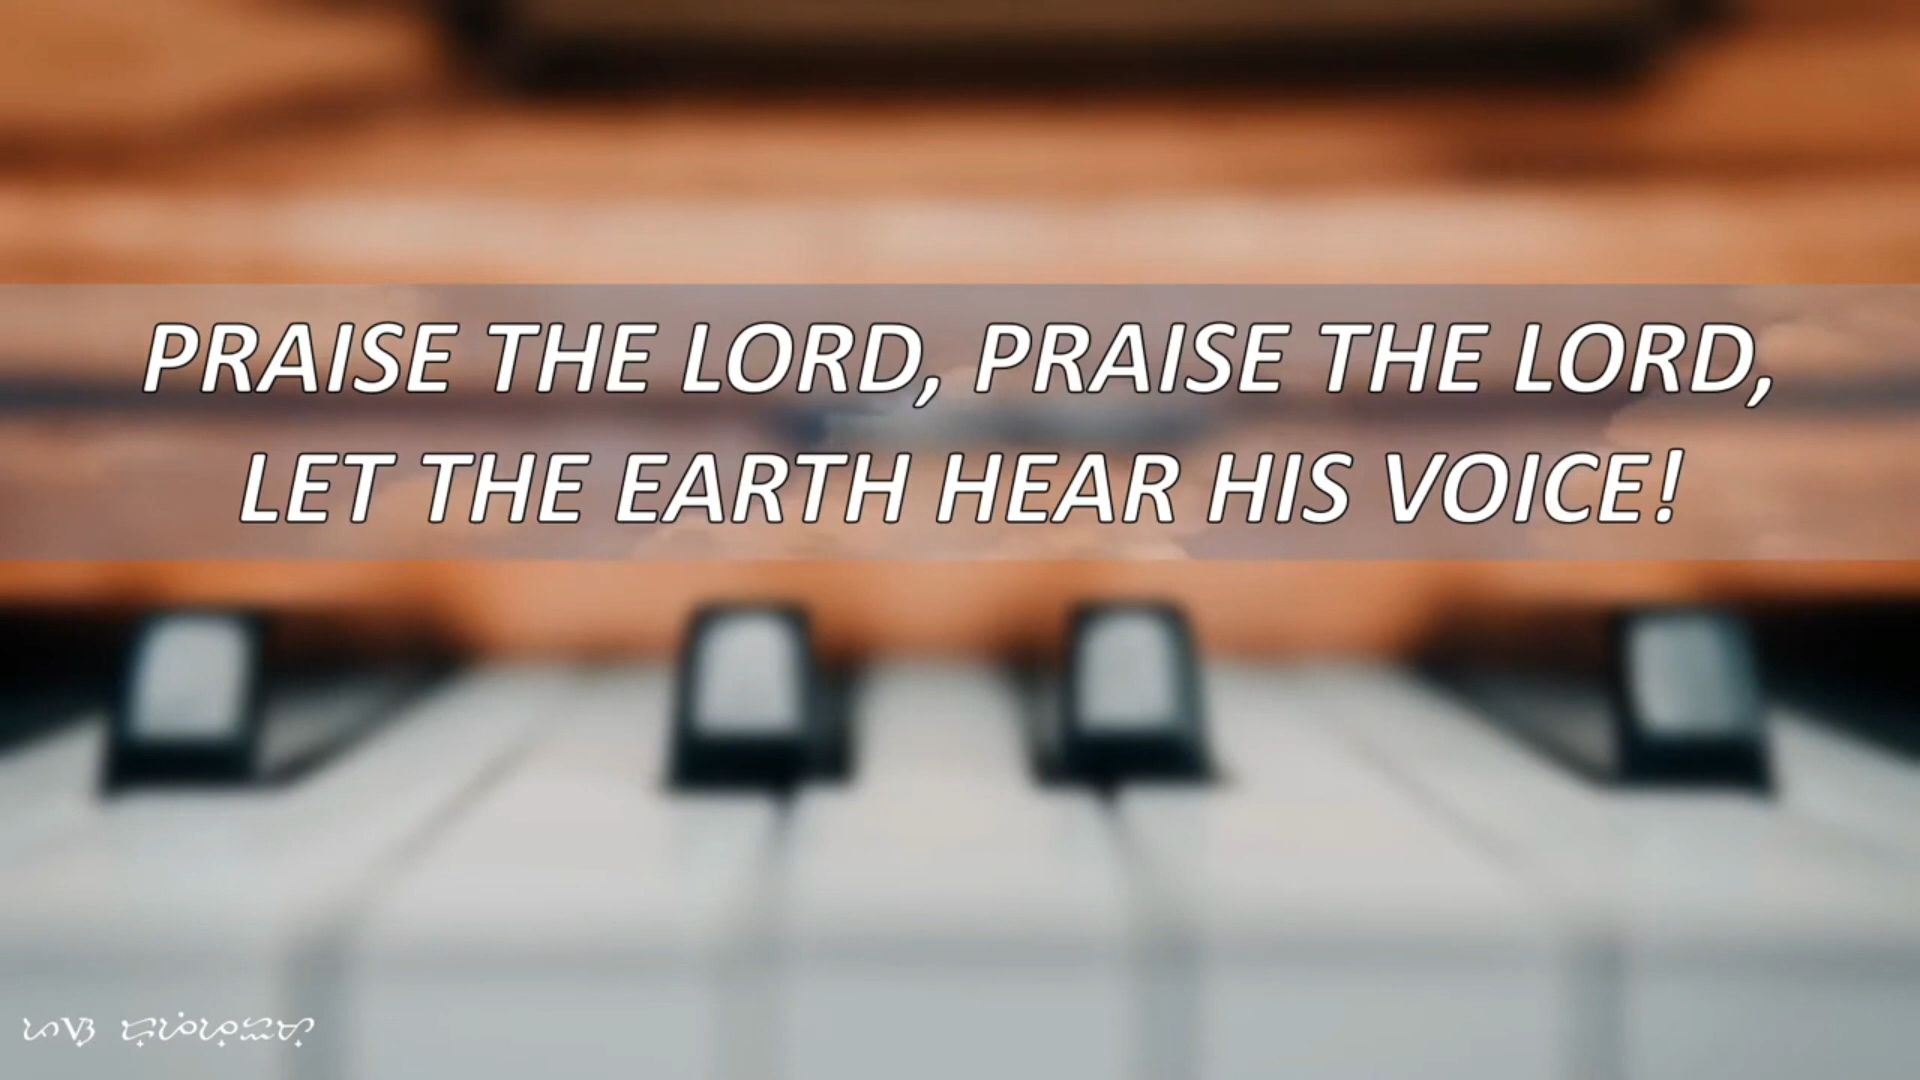 PRAISE THE LORD, PRAISE THE LORD,
LET THE EARTH HEAR HIS VOICE!